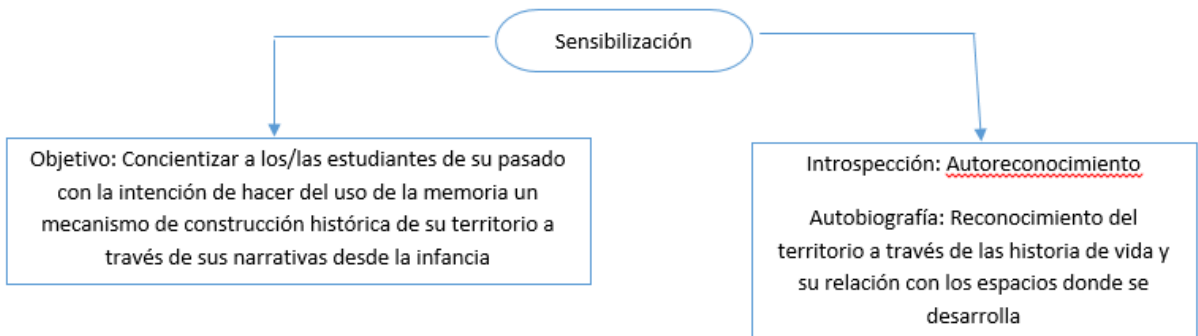 Sensibilización
Objetivo: Concientizar a los/las estudiantes de su pasado
con la intención de hacer del uso de la memoria un
mecanismo de construcción histórica de su territorio a
través de sus narrativas desde la infancia
Introspección: Autoreconocimiento
Autobiografía: Reconocimiento del
territorio a través de las historia de vida y
su relación con los espacios donde se
desarrolla